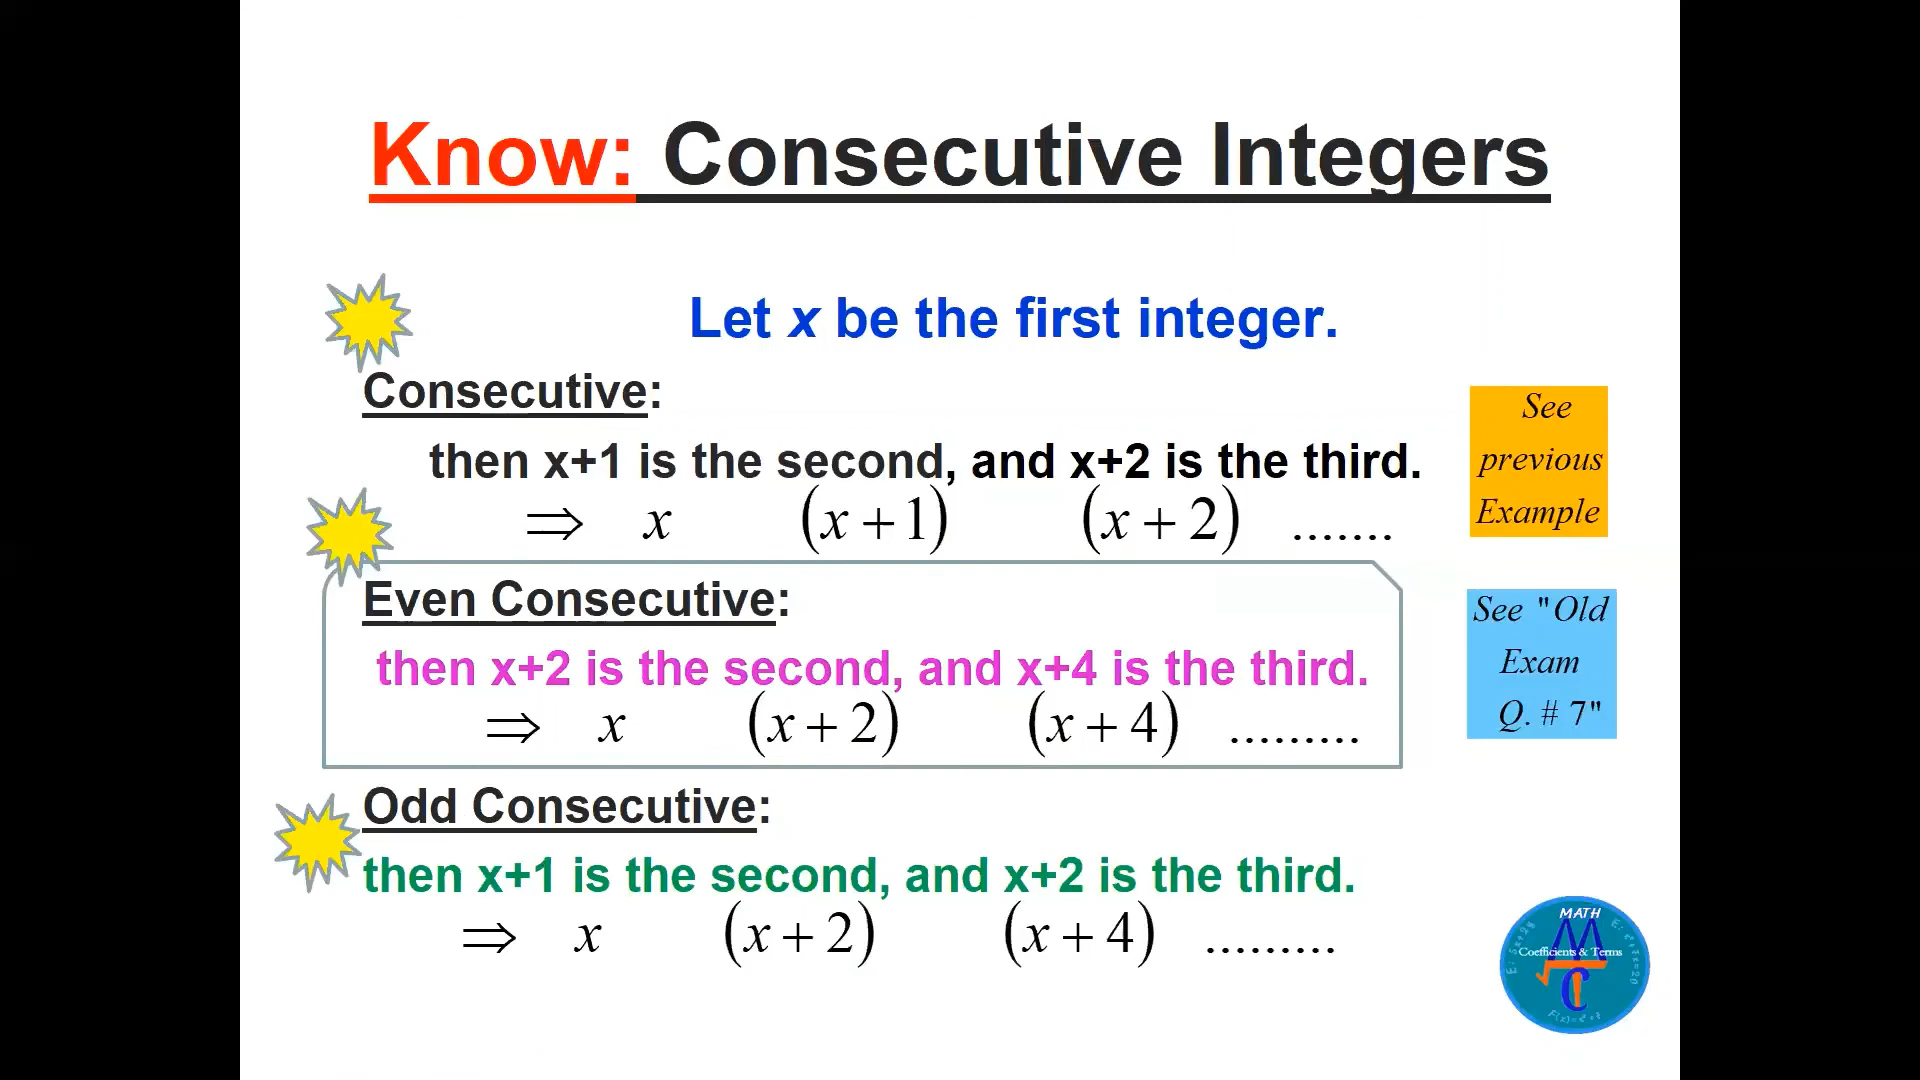 Know: Consecutive Integers
Let x be the first integer.
Consecutive:
then x+1 is the second, and x+2 is the third.
⇒ x (x + 1) (x + 2) .......
See
previous
Example
Even Consecutive:
then x+2 is the second, and x+4 is the third.
⇒ x (x + 2) (x + 4) .........
See "Old
Exam
Q. # 7"
Odd Consecutive:
then x+1 is the second, and x+2 is the third.
⇒ x (x + 2) (x + 4) .........
MATH
Coefficients & Terms